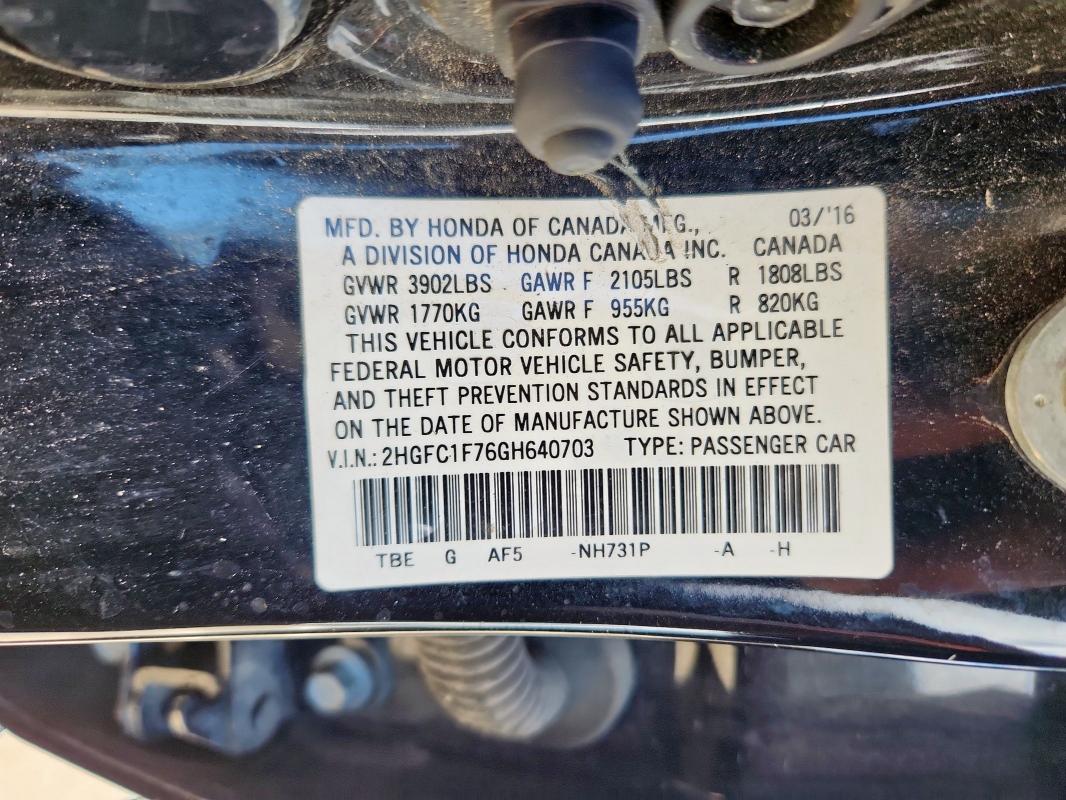 MFD. BY HONDA OF CANADA MFG., 03/'16
A DIVISION OF HONDA CANADA INC. CANADA
GVWR 3902LBS GAWR F 2105LBS R 1808LBS
GVWR 1770KG GAWR F 955KG R 820KG
THIS VEHICLE CONFORMS TO ALL APPLICABLE
FEDERAL MOTOR VEHICLE SAFETY, BUMPER,
AND THEFT PREVENTION STANDARDS IN EFFECT
ON THE DATE OF MANUFACTURE SHOWN ABOVE.
V.I.N.: 2HGFC1F76GH640703 TYPE: PASSENGER CAR
TBE G AF5 -NH731P -A -H